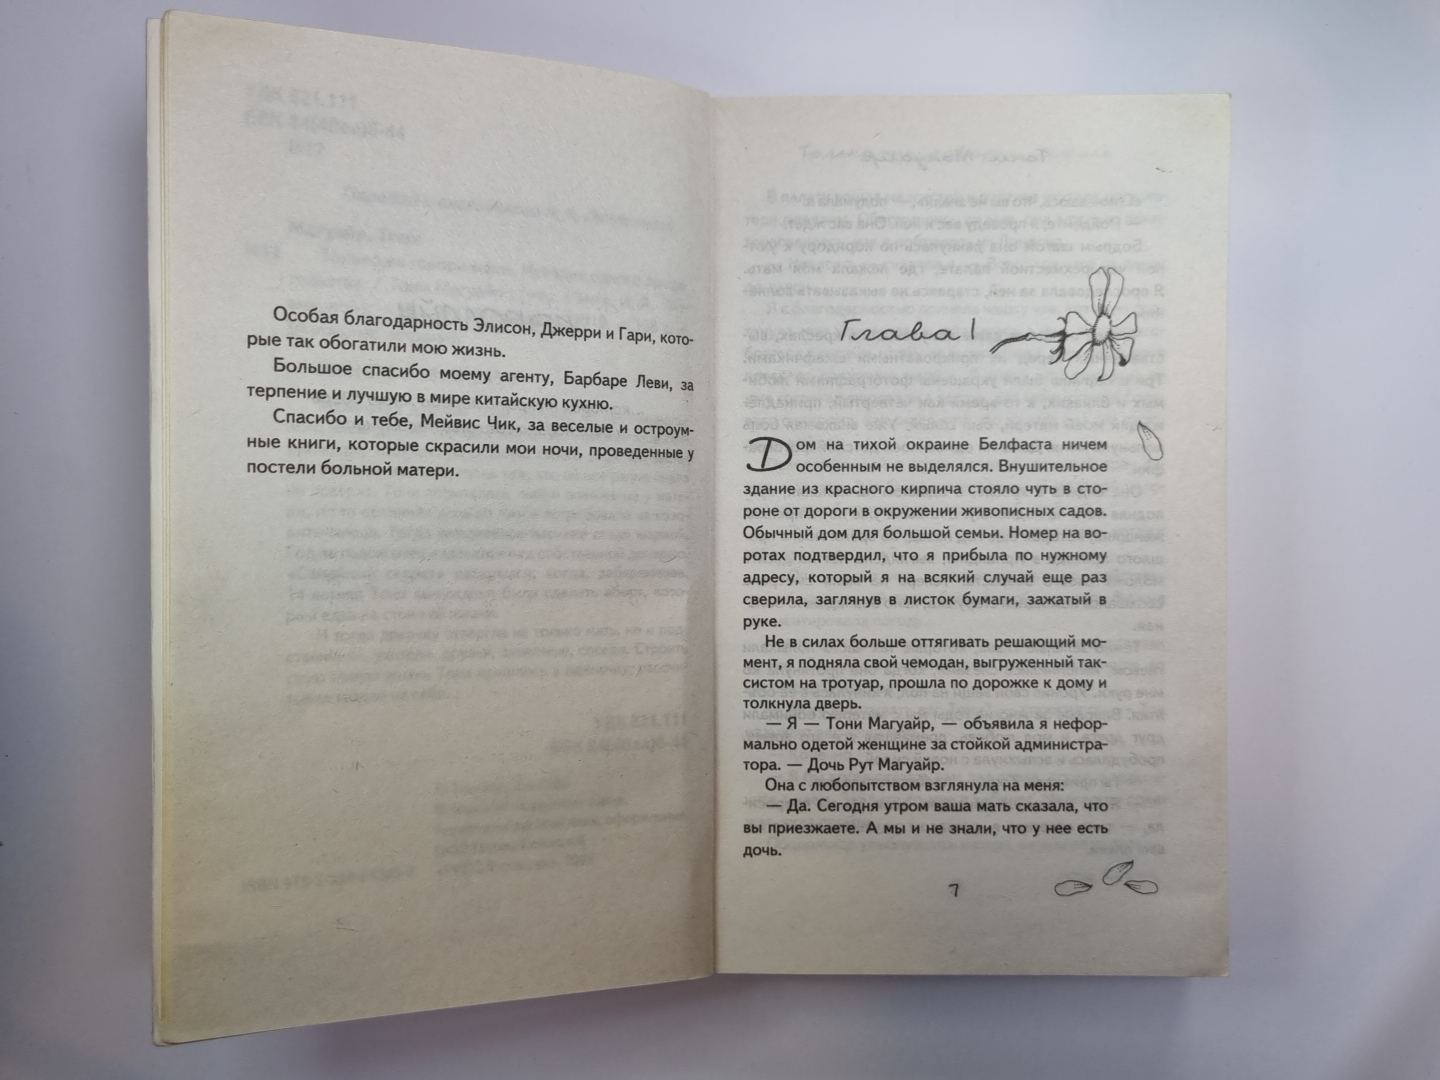 Особая благодарность Элисон, Джерри и Гари, кото-
рые так обогатили мою жизнь.
Большое спасибо моему агенту, Барбаре Леви, за
терпение и лучшую в мире китайскую кухню.
Спасибо и тебе, Мейвис Чик, за веселые и остроум-
ные книги, которые скрасили мои ночи, проведенные у
постели больной матери.
Глава 1
Дом на тихой окраине Белфаста ничем
особенным не выделялся. Внушительное
здание из красного кирпича стояло чуть в сто-
роне от дороги в окружении живописных садов.
Обычный дом для большой семьи. Номер на во-
ротах подтвердил, что я прибыла по нужному
адресу, который я на всякий случай еще раз
сверила, заглянув в листок бумаги, зажатый в
руке.
Не в силах больше оттягивать решающий мо-
мент, я подняла свой чемодан, выгруженный так-
систом на тротуар, прошла по дорожке к дому и
толкнула дверь.
— Я — Тони Магуайр, — объявила я нефор-
мально одетой женщине за стойкой администра-
тора. — Дочь Рут Магуайр.
Она с любопытством взглянула на меня:
— Да. Сегодня утром ваша мать сказала, что
вы приезжаете. А мы и не знали, что у нее есть
дочь.
7